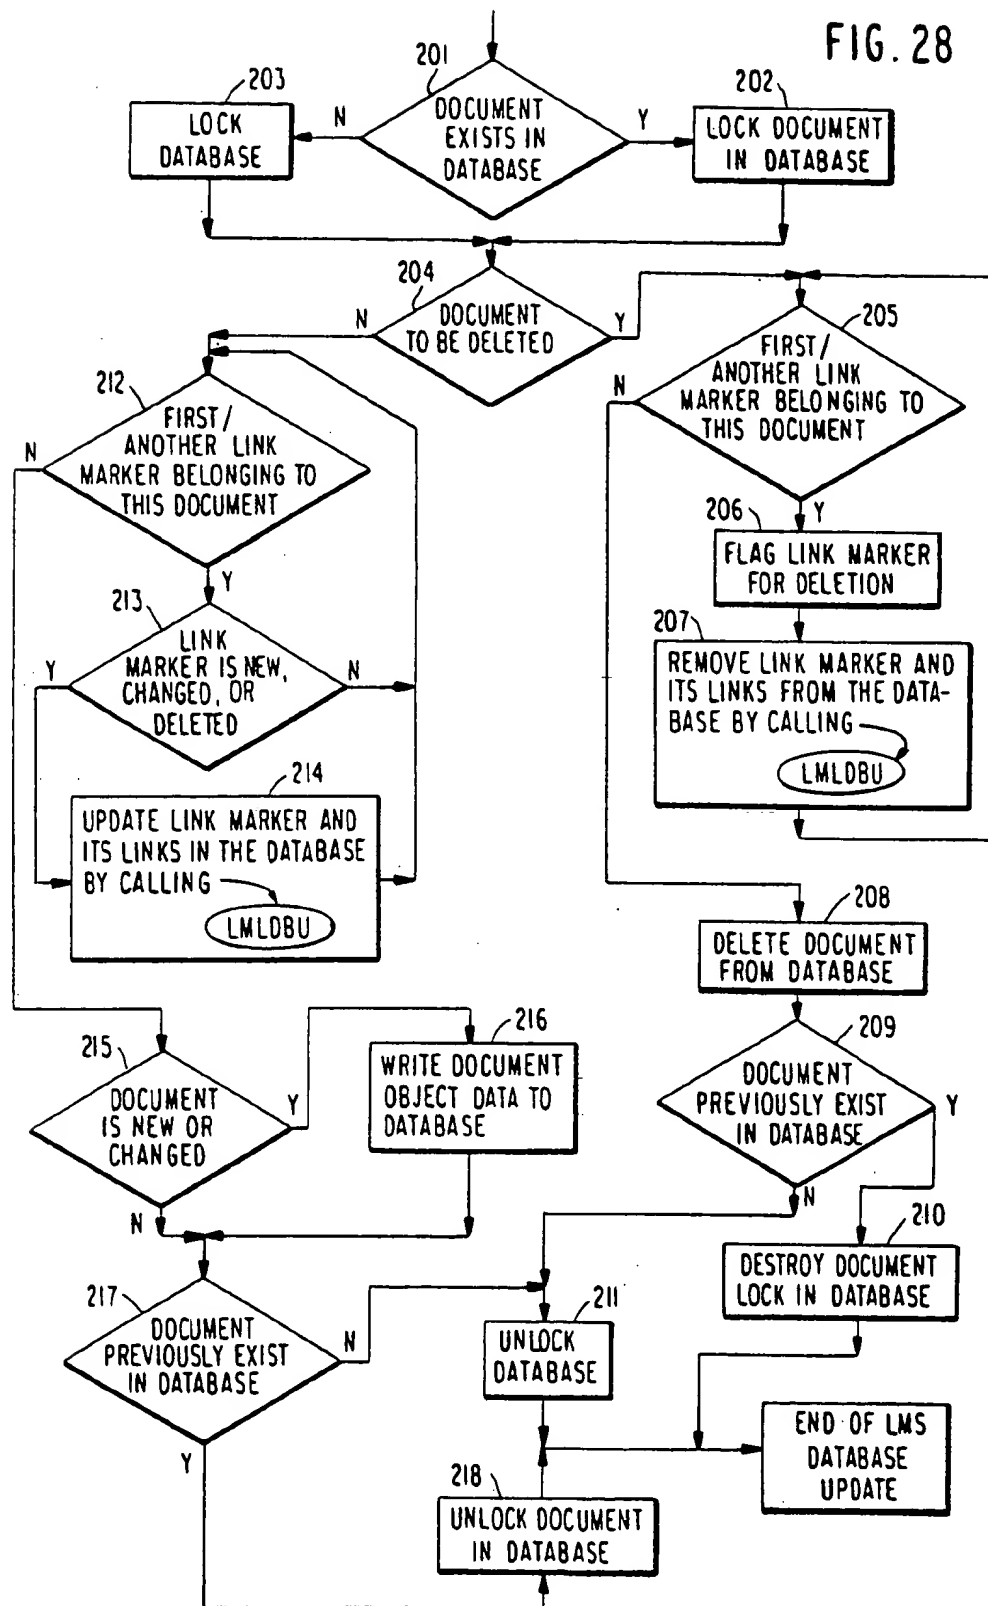 FIG. 28
201
203
202
DOCUMENT
EXISTS IN
DATABASE
N
Y
LOCK
DATABASE
LOCK DOCUMENT
IN DATABASE
204
DOCUMENT
TO BE DELETED
N
Y
205
FIRST/
ANOTHER LINK
MARKER BELONGING TO
THIS DOCUMENT
N
Y
212
FIRST/
ANOTHER LINK
MARKER BELONGING TO
THIS DOCUMENT
N
Y
206
FLAG LINK MARKER
FOR DELETION
213
LINK
MARKER IS NEW,
CHANGED, OR
DELETED
Y
N
207
REMOVE LINK MARKER AND
ITS LINKS FROM THE DATA-
BASE BY CALLING
LMLDBU
214
UPDATE LINK MARKER AND
ITS LINKS IN THE DATABASE
BY CALLING
LMLDBU
208
DELETE DOCUMENT
FROM DATABASE
215
DOCUMENT
IS NEW OR
CHANGED
Y
N
216
WRITE DOCUMENT
OBJECT DATA TO
DATABASE
209
DOCUMENT
PREVIOUSLY EXIST
IN DATABASE
Y
N
210
DESTROY DOCUMENT
LOCK IN DATABASE
217
DOCUMENT
PREVIOUSLY EXIST
IN DATABASE
N
Y
211
UNLOCK
DATABASE
END OF LMS
DATABASE
UPDATE
218
UNLOCK DOCUMENT
IN DATABASE